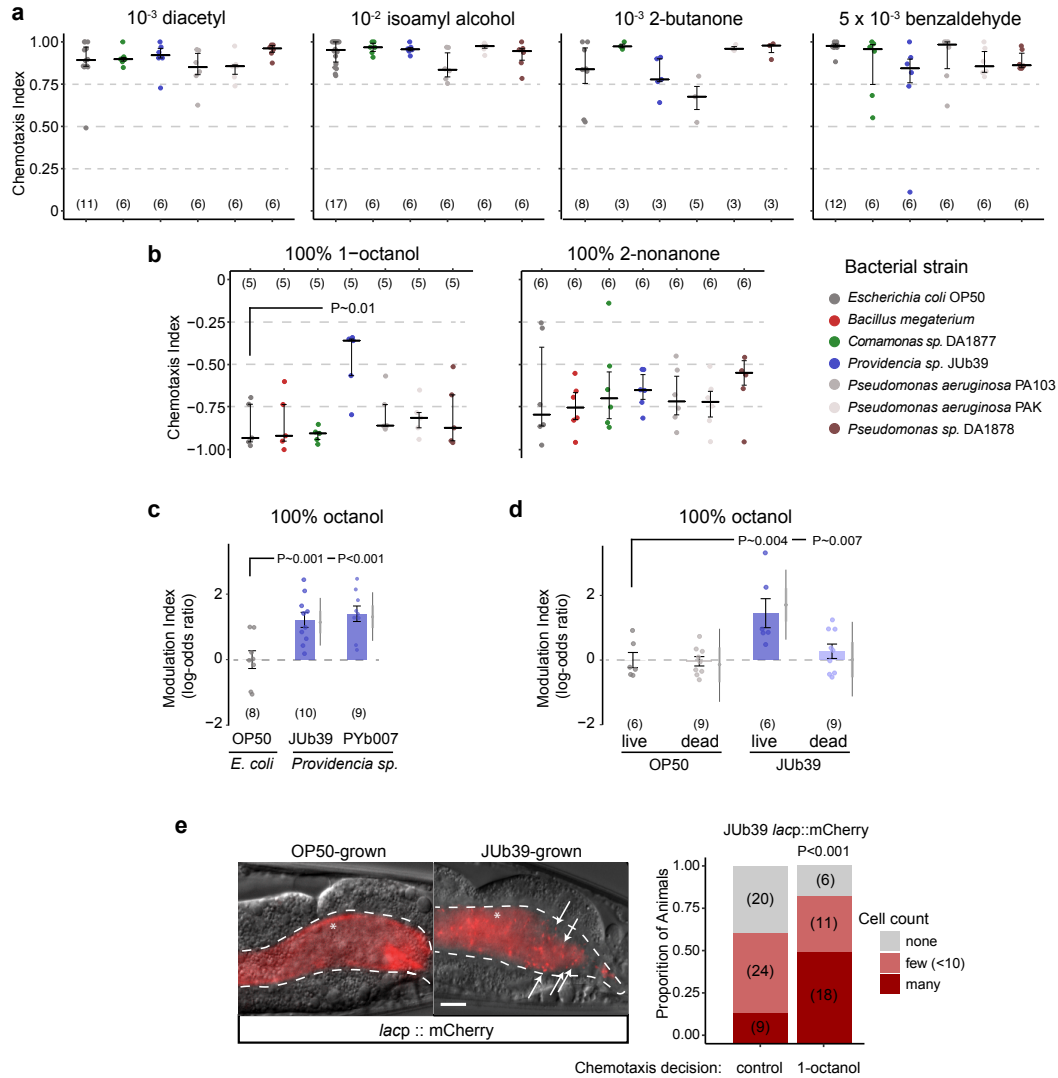 a
10-3 diacetyl
10-2 isoamyl alcohol
10-3 2-butanone
5 x 10-3 benzaldehyde
Chemotaxis Index
1.00
0.75
0.50
0.25
0
(11) (6) (6) (6) (6) (6)
(17) (6) (6) (6) (6) (6)
(8) (3) (3) (5) (3) (3)
(12) (6) (6) (6) (6) (6)
b
100% 1−octanol
100% 2-nonanone
Chemotaxis Index
0
−0.25
−0.50
−0.75
−1.00
(5) (5) (5) (5) (5) (5) (5)
P~0.01
(6) (6) (6) (6) (6) (6) (6)
Bacterial strain
Escherichia coli OP50
Bacillus megaterium
Comamonas sp. DA1877
Providencia sp. JUb39
Pseudomonas aeruginosa PA103
Pseudomonas aeruginosa PAK
Pseudomonas sp. DA1878
c
100% octanol
P~0.001 P<0.001
Modulation Index
(log-odds ratio)
2
0
−2
(8) (10) (9)
OP50 JUb39 PYb007
E. coli Providencia sp.
d
100% octanol
P~0.004 P~0.007
Modulation Index
(log-odds ratio)
2
0
−2
(6) (9) (6) (9)
live dead live dead
OP50 JUb39
e
OP50-grown JUb39-grown
*
*
lacp :: mCherry
JUb39 lacp::mCherry
P<0.001
Proportion of Animals
1.00
0.75
0.50
0.25
0.00
(20)
(24)
(9)
(6)
(11)
(18)
Cell count
none
few (<10)
many
Chemotaxis decision: control 1-octanol